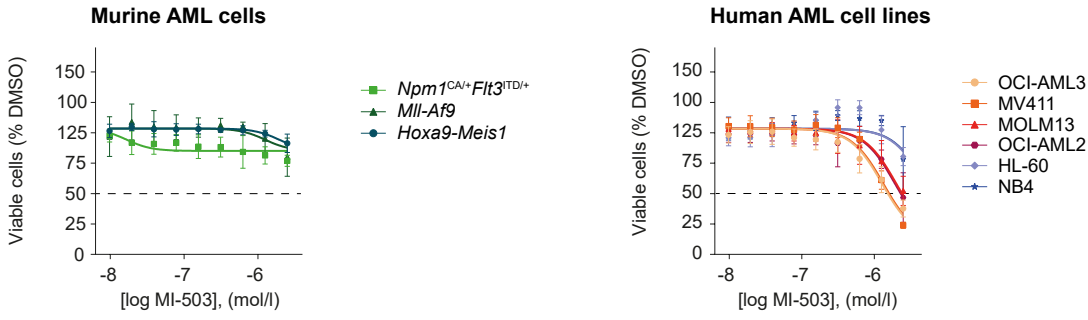 Murine AML cells
Viable cells (% DMSO)
150
100
125
75
50
25
0
-8
-7
-6
[log MI-503], (mol/l)
Npm1CA/+Flt3ITD/+
Mll-Af9
Hoxa9-Meis1
Human AML cell lines
Viable cells (% DMSO)
150
100
125
75
50
25
0
-8
-7
-6
[log MI-503], (mol/l)
OCI-AML3
MV411
MOLM13
OCI-AML2
HL-60
NB4